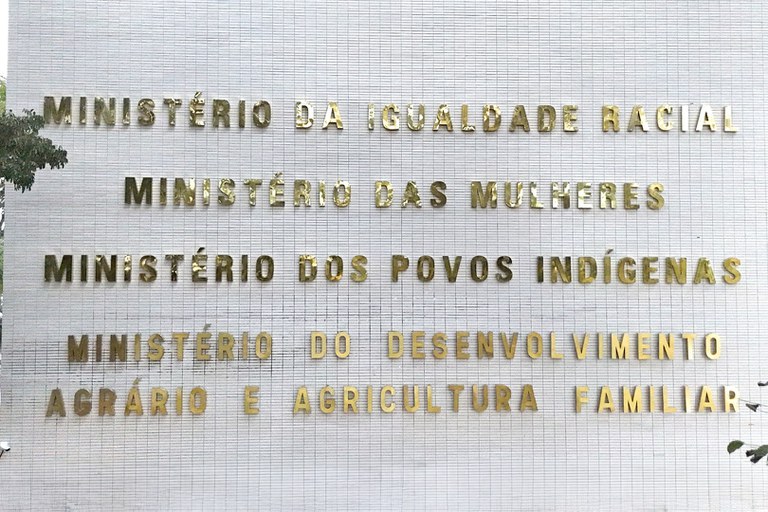 MINISTÉRIO DA IGUALDADE RACIAL
MINISTÉRIO DAS MULHERES
MINISTÉRIO DOS POVOS INDÍGENAS
MINISTÉRIO DO DESENVOLVIMENTO
AGRÁRIO E AGRICULTURA FAMILIAR